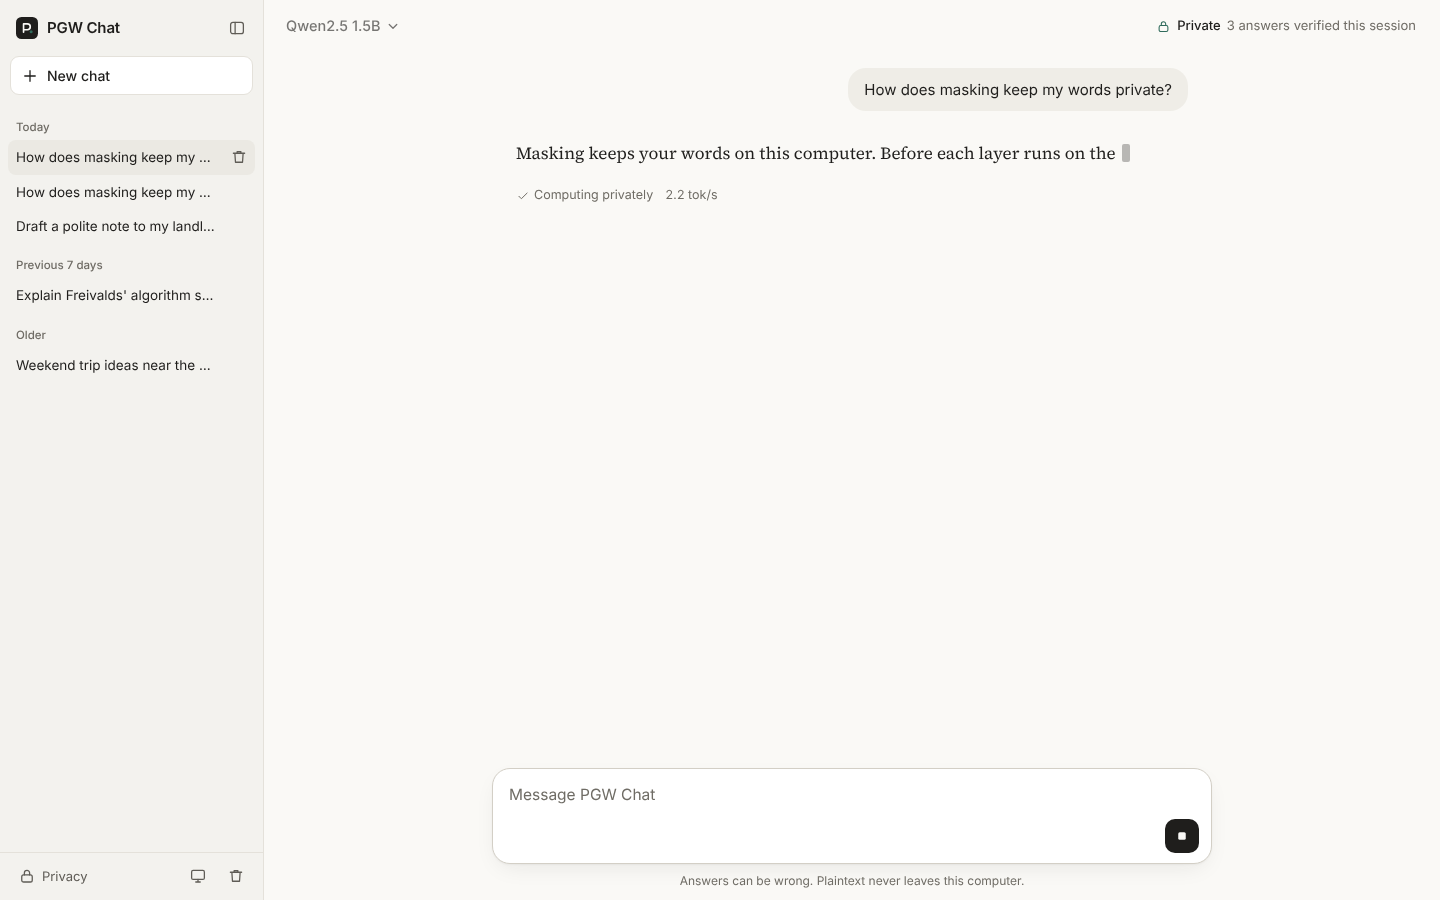 PGW Chat
New chat
Today
How does masking keep my ...
How does masking keep my ...
Draft a polite note to my landl...
Previous 7 days
Explain Freivalds' algorithm s...
Older
Weekend trip ideas near the ...
Privacy
Qwen2.5 1.5B
Private 3 answers verified this session
How does masking keep my words private?
Masking keeps your words on this computer. Before each layer runs on the
Computing privately 2.2 tok/s
Message PGW Chat
Answers can be wrong. Plaintext never leaves this computer.